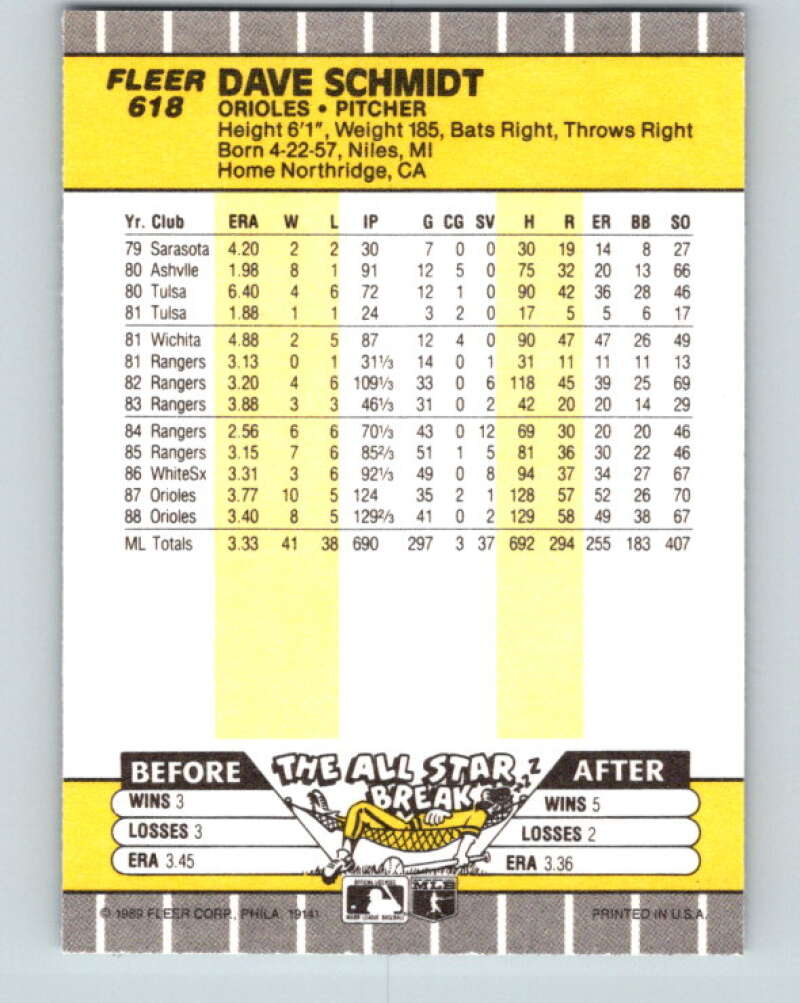 FLEER DAVE SCHMIDT
618 ORIOLES • PITCHER
Height 6'1", Weight 185, Bats Right, Throws Right
Born 4-22-57, Niles, MI
Home Northridge, CA
Yr. Club ERA W L IP G CG SV H R ER BB SO
79 Sarasota 4.20 2 2 30 7 0 0 30 19 14 8 27
80 Ashvlle 1.98 8 1 91 12 5 0 75 32 20 13 66
80 Tulsa 6.40 4 6 72 12 1 0 90 42 36 28 46
81 Tulsa 1.88 1 1 24 3 2 0 17 5 5 6 17
81 Wichita 4.88 2 5 87 12 4 0 90 47 47 26 49
81 Rangers 3.13 0 1 31⅓ 14 0 1 31 11 11 11 13
82 Rangers 3.20 4 6 109⅓ 33 0 6 118 45 39 25 69
83 Rangers 3.88 3 3 46⅓ 31 0 2 42 20 20 14 29
84 Rangers 2.56 6 6 70⅓ 43 0 12 69 30 20 20 46
85 Rangers 3.15 7 6 85⅔ 51 1 5 81 36 30 22 46
86 WhiteSx 3.31 3 6 92⅓ 49 0 8 94 37 34 27 67
87 Orioles 3.77 10 5 124 35 2 1 128 57 52 26 70
88 Orioles 3.40 8 5 129⅔ 41 0 2 129 58 49 38 67
ML Totals 3.33 41 38 690 297 3 37 692 294 255 183 407
BEFORE THE ALL STAR BREAK ZZZ AFTER
WINS 3 WINS 5
LOSSES 3 LOSSES 2
ERA 3.45 ERA 3.36
MLB
MAJOR LEAGUE BASEBALL
© 1989 FLEER CORP., PHILA. 19141 PRINTED IN U.S.A.